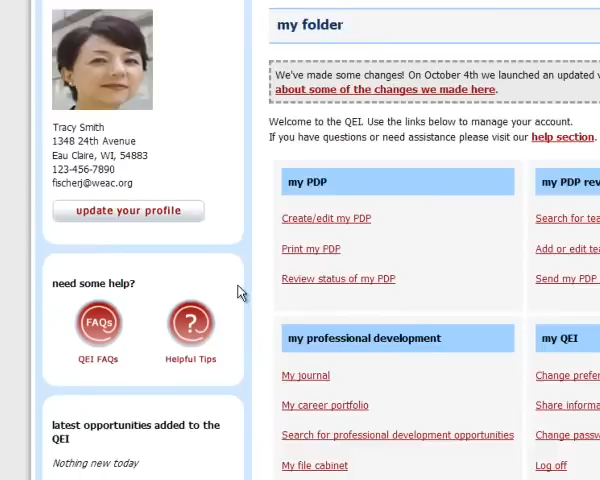 my folder
We've made some changes! On October 4th we launched an updated
about some of the changes we made here.
Welcome to the QEI. Use the links below to manage your account.
If you have questions or need assistance please visit our help section.
Tracy Smith
1348 24th Avenue
Eau Claire, WI, 54883
123-456-7890
fischerj@weac.org
update your profile
need some help?
FAQs
?
QEI FAQs
Helpful Tips
latest opportunities added to the
QEI
Nothing new today
my PDP
Create/edit my PDP
Print my PDP
Review status of my PDP
my PDP rev
Search for tea
Add or edit tea
Send my PDP
my professional development
My journal
My career portfolio
Search for professional development opportunities
My file cabinet
my QEI
Change prefer
Share informa
Change passw
Log off